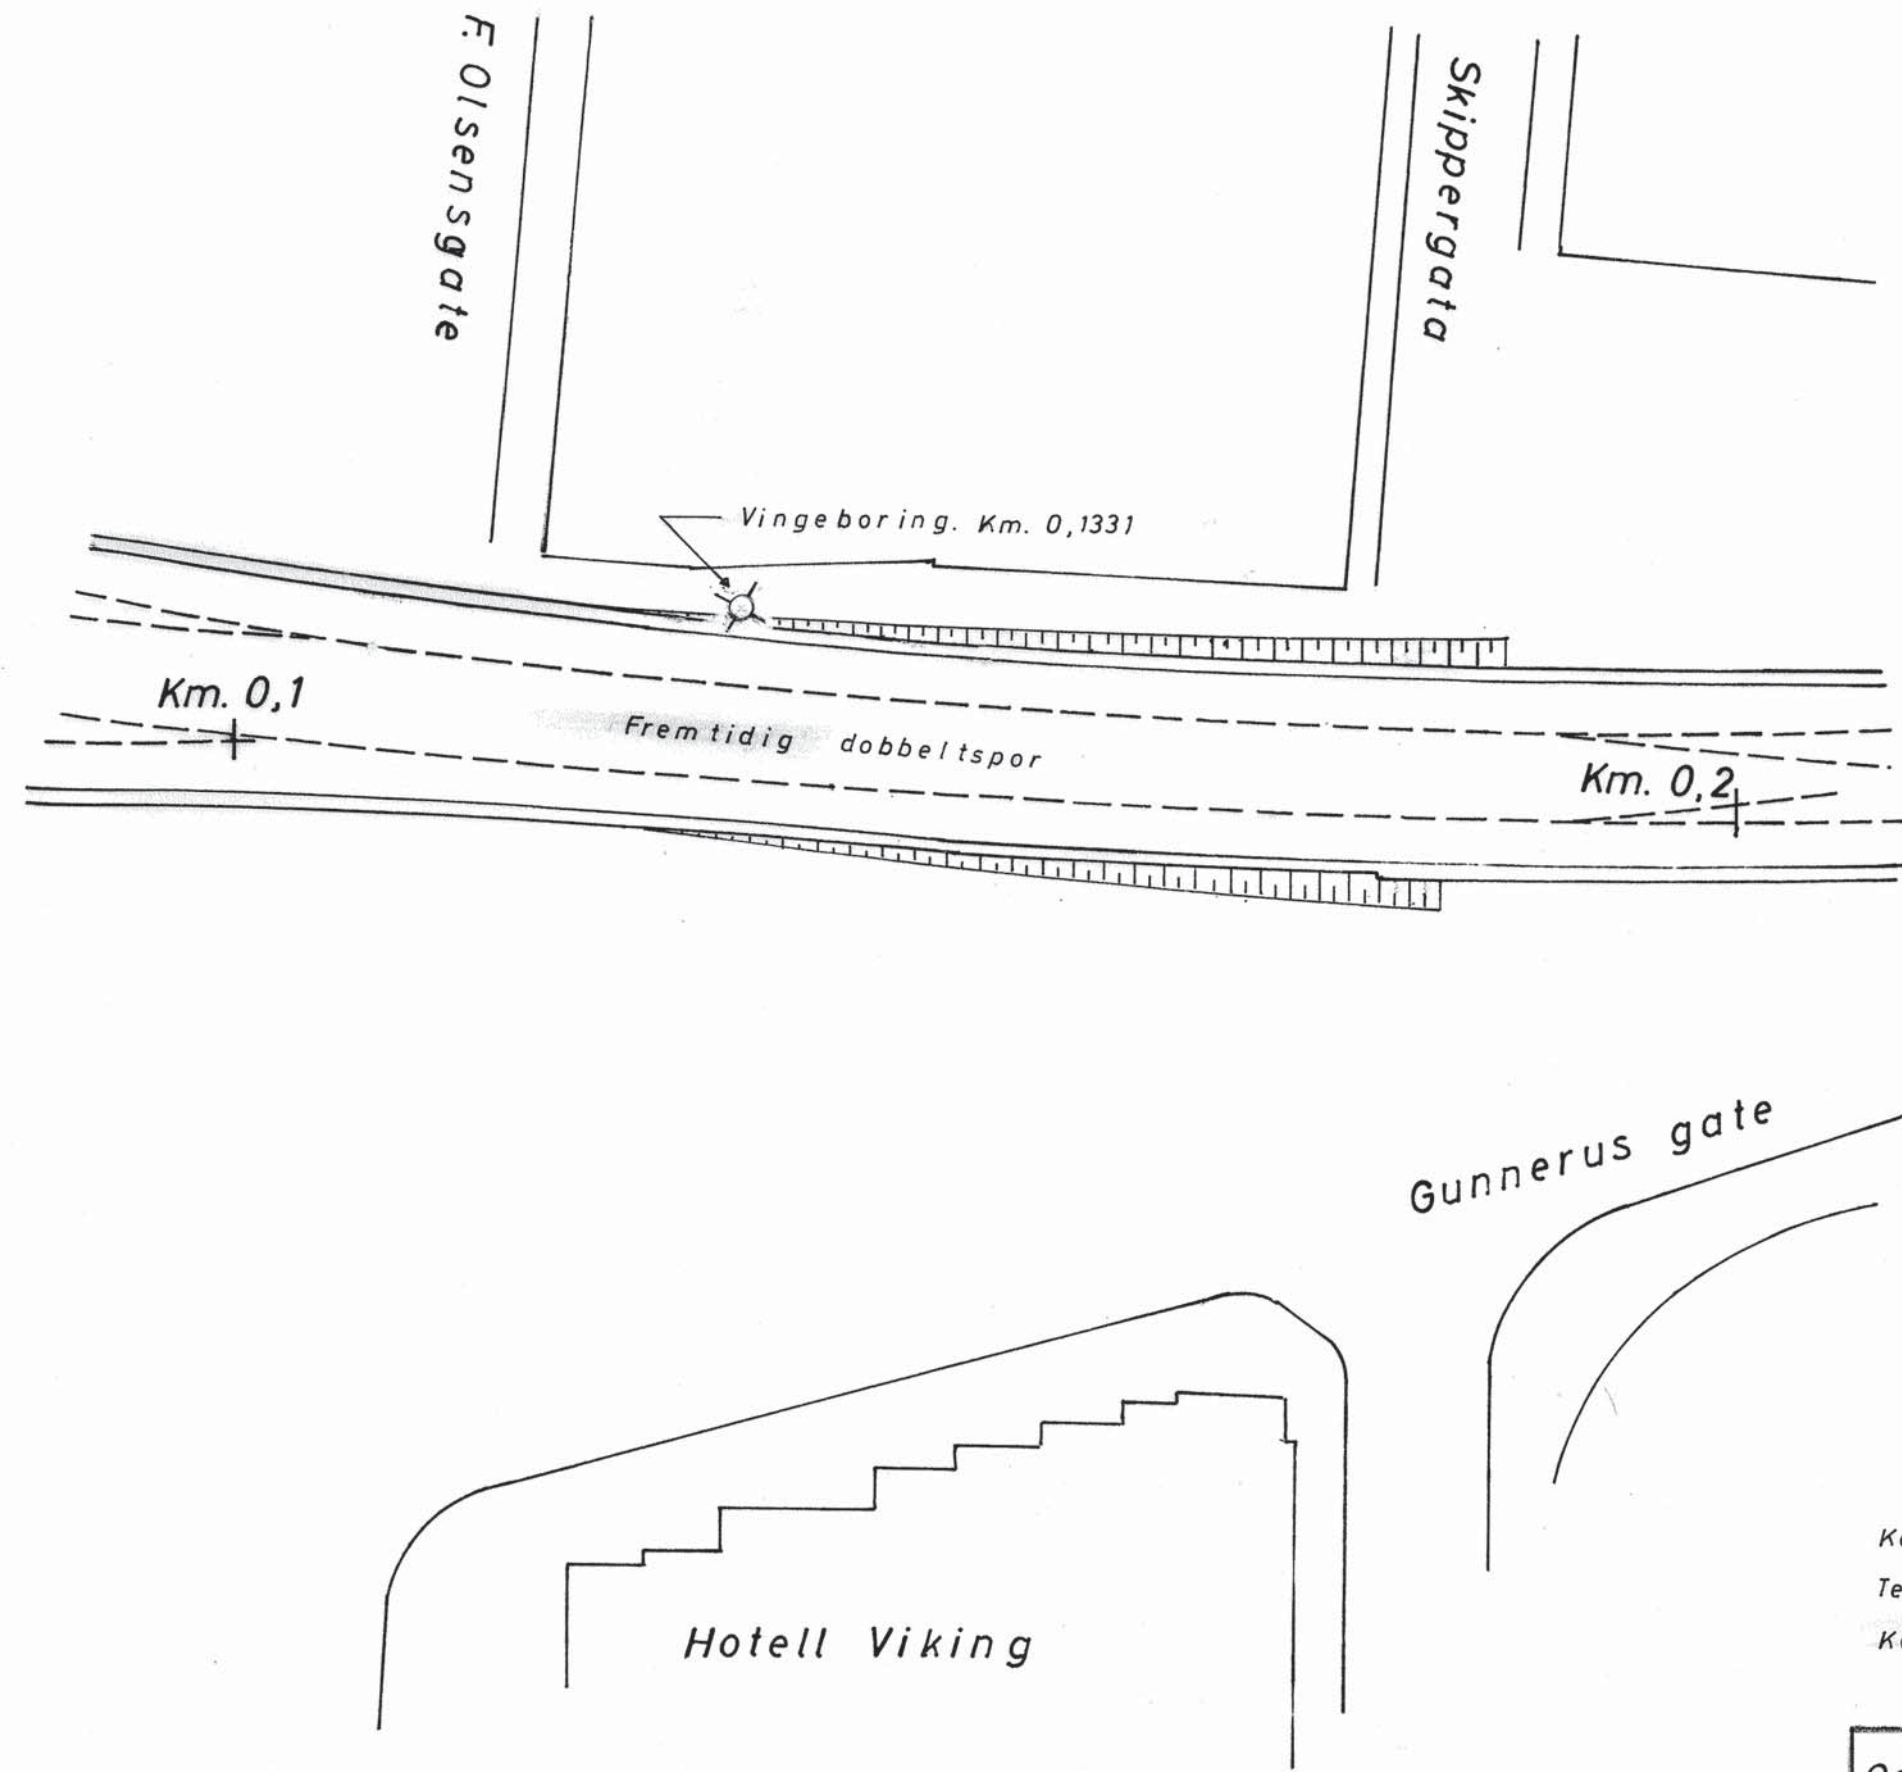 F. Olsensgate
Skippergata
Vingeboring. Km. 0,1331
Km. 0,1
Fremtidig dobbeltspor
Km. 0,2
Gunnerus gate
Hotell Viking